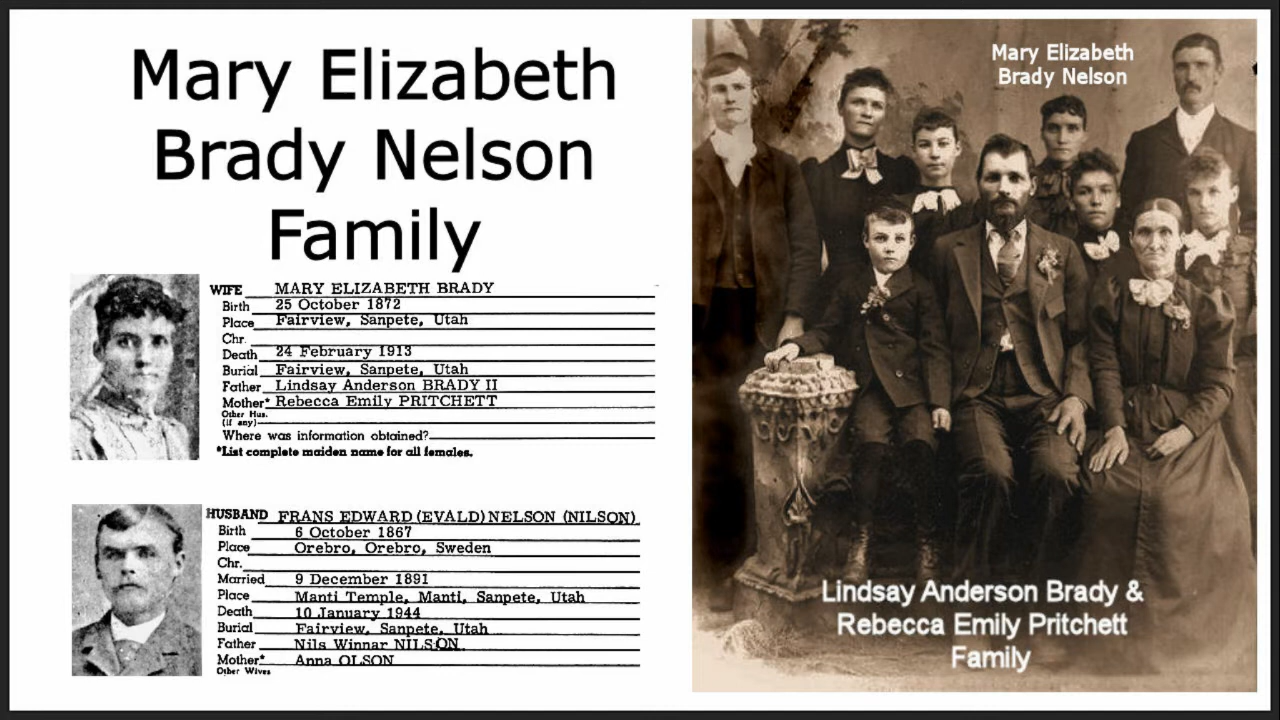 Mary Elizabeth
Brady Nelson
Family
WIFE MARY ELIZABETH BRADY
Birth 25 October 1872
Place Fairview, Sanpete, Utah
Chr.
Death 24 February 1913
Burial Fairview, Sanpete, Utah
Father Lindsay Anderson BRADY II
Mother* Rebecca Emily PRITCHETT
Other Hus.
(if any)
Where was information obtained?
*List complete maiden name for all females.
HUSBAND FRANS EDWARD (EVALD) NELSON (NILSON)
Birth 6 October 1867
Place Orebro, Orebro, Sweden
Chr.
Married 9 December 1891
Place Manti Temple, Manti, Sanpete, Utah
Death 10 January 1944
Burial Fairview, Sanpete, Utah
Father Nils Winnar NILSON
Mother* Anna OLSON
Other Wives
Mary Elizabeth
Brady Nelson
Lindsay Anderson Brady &
Rebecca Emily Pritchett
Family